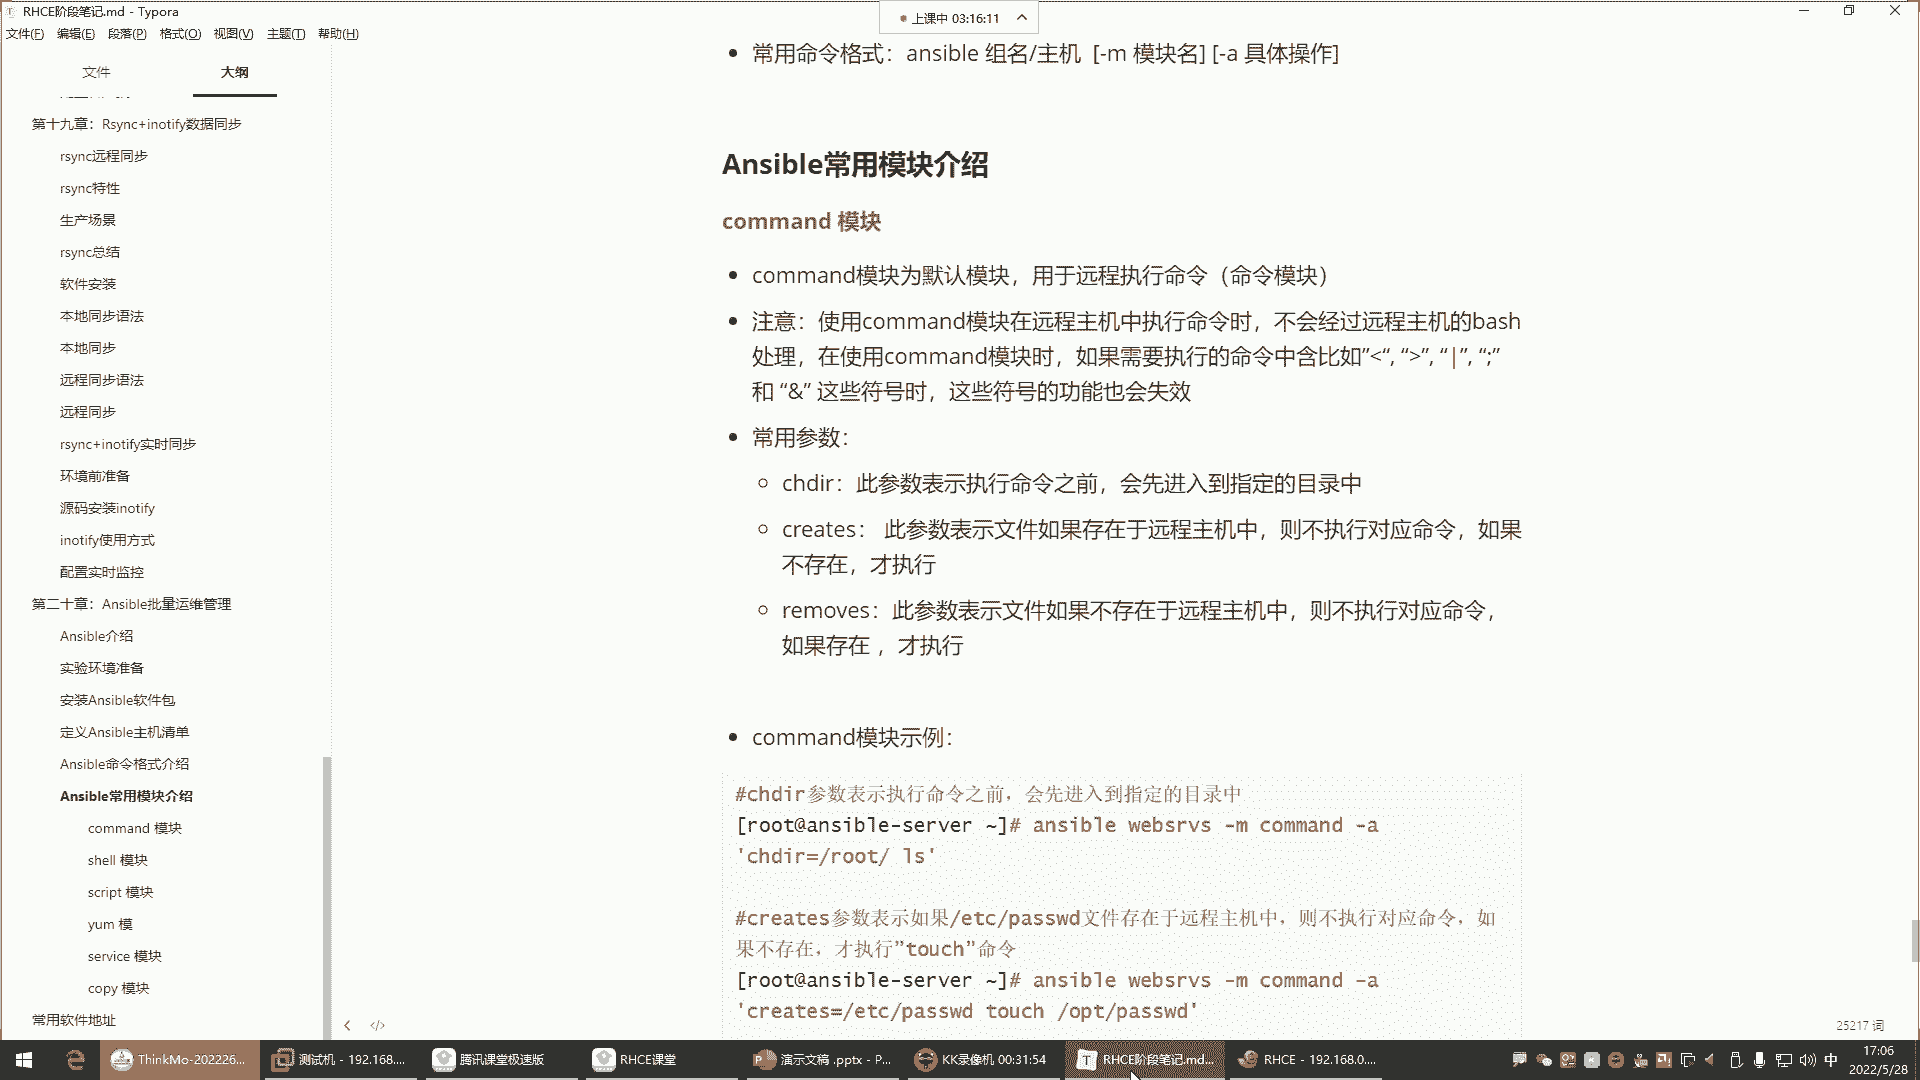 RHCE阶段笔记.md - Typora
上课中 03:16:11
文件(F) 编辑(E) 段落(P) 格式(O) 视图(V) 主题(T) 帮助(H)
文件 大纲
第十九章：Rsync+inotify数据同步
rsync远程同步
rsync特性
生产场景
rsync总结
软件安装
本地同步语法
本地同步
远程同步语法
远程同步
rsync+inotify实时同步
环境前准备
源码安装inotify
inotify使用方式
配置实时监控
第二十章：Ansible批量运维管理
Ansible介绍
实验环境准备
安装Ansible软件包
定义Ansible主机清单
Ansible命令格式介绍
Ansible常用模块介绍
command 模块
shell 模块
script 模块
yum 模
service 模块
copy 模块
常用软件地址
常用命令格式：ansible 组名/主机 [-m 模块名] [-a 具体操作]
Ansible常用模块介绍
command 模块
command模块为默认模块，用于远程执行命令（命令模块）
注意：使用command模块在远程主机中执行命令时，不会经过远程主机的bash
处理，在使用command模块时，如果需要执行的命令中含比如”<“, “>”, “|”, “;”
和 “&” 这些符号时，这些符号的功能也会失效
常用参数：
chdir：此参数表示执行命令之前，会先进入到指定的目录中
creates： 此参数表示文件如果存在于远程主机中，则不执行对应命令，如果
不存在，才执行
removes：此参数表示文件如果不存在于远程主机中，则不执行对应命令，
如果存在 ，才执行
command模块示例：
#chdir参数表示执行命令之前，会先进入到指定的目录中
[root@ansible-server ~]# ansible websrvs -m command -a
'chdir=/root/ ls'
#creates参数表示如果/etc/passwd文件存在于远程主机中，则不执行对应命令，如
果不存在，才执行”touch”命令
[root@ansible-server ~]# ansible websrvs -m command -a
'creates=/etc/passwd touch /opt/passwd'
25217 词
ThinkMo-202226...
测试机 - 192.168....
腾讯课堂极速版
RHCE课堂
演示文稿 .pptx - P...
KK录像机 00:31:54
RHCE阶段笔记.md...
RHCE - 192.168.0....
中
17:06
2022/5/28